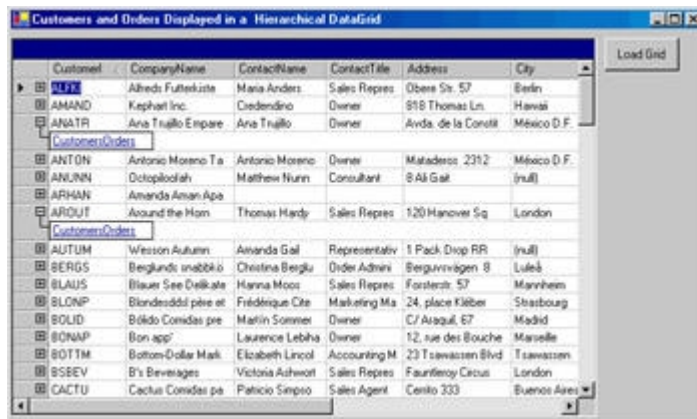 Customers and Orders Displayed in a Hierarchical DataGrid
Load Grid
CustomerI CompanyName ContactName ContactTitle Address City
ALFKI Alfreds Futterkiste Maria Anders Sales Repres Obere Str. 57 Berlin
AMAND Kephart Inc. Credendino Owner 818 Thomas Ln. Hawaii
ANATR Ana Trujillo Empare Ana Trujillo Owner Avda. de la Constit México D.F.
CustomersOrders
ANTON Antonio Moreno Ta Antonio Moreno Owner Mataderos 2312 México D.F.
ANUNN Octopiloolah Matthew Nunn Consultant 8 Ali Gait (null)
ARHAN Amanda Aman Apa
AROUT Around the Horn Thomas Hardy Sales Repres 120 Hanover Sq London
CustomersOrders
AUTUM Wesson Autumn Amanda Gail Representativ 1 Pack Drop RR (null)
BERGS Berglunds snabbkö Christina Berglu Order Admini Berguvsvägen 8 Luleå
BLAUS Blauer See Delikate Hanna Moos Sales Repres Forsterstr. 57 Mannheim
BLONP Blondesddsl père et Frédérique Cite Marketing Ma 24, place Kléber Strasbourg
BOLID Bólido Comidas pre Martín Sommer Owner C/ Araquil, 67 Madrid
BONAP Bon app' Laurence Lebiha Owner 12, rue des Bouche Marseille
BOTTM Bottom-Dollar Mark Elizabeth Lincol Accounting M 23 Tsawassen Blvd Tsawassen
BSBEV B's Beverages Victoria Ashwort Sales Repres Fauntleroy Circus London
CACTU Cactus Comidas pa Patricio Simpso Sales Agent Cerrito 333 Buenos Aires